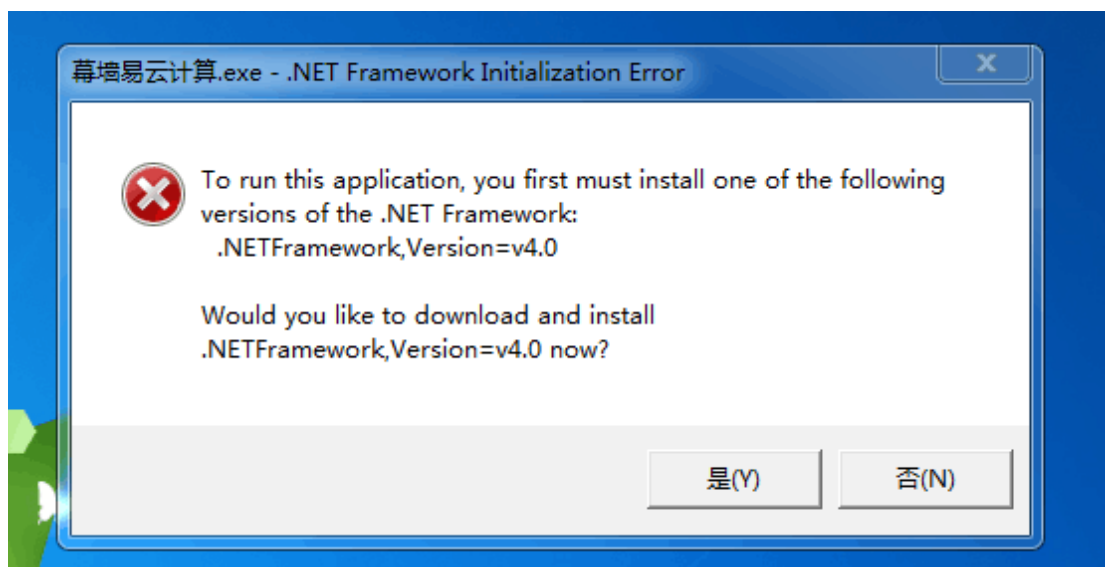 幕墙易云计算.exe - .NET Framework Initialization Error
To run this application, you first must install one of the following
versions of the .NET Framework:
.NETFramework,Version=v4.0
Would you like to download and install
.NETFramework,Version=v4.0 now?
是(Y)
否(N)